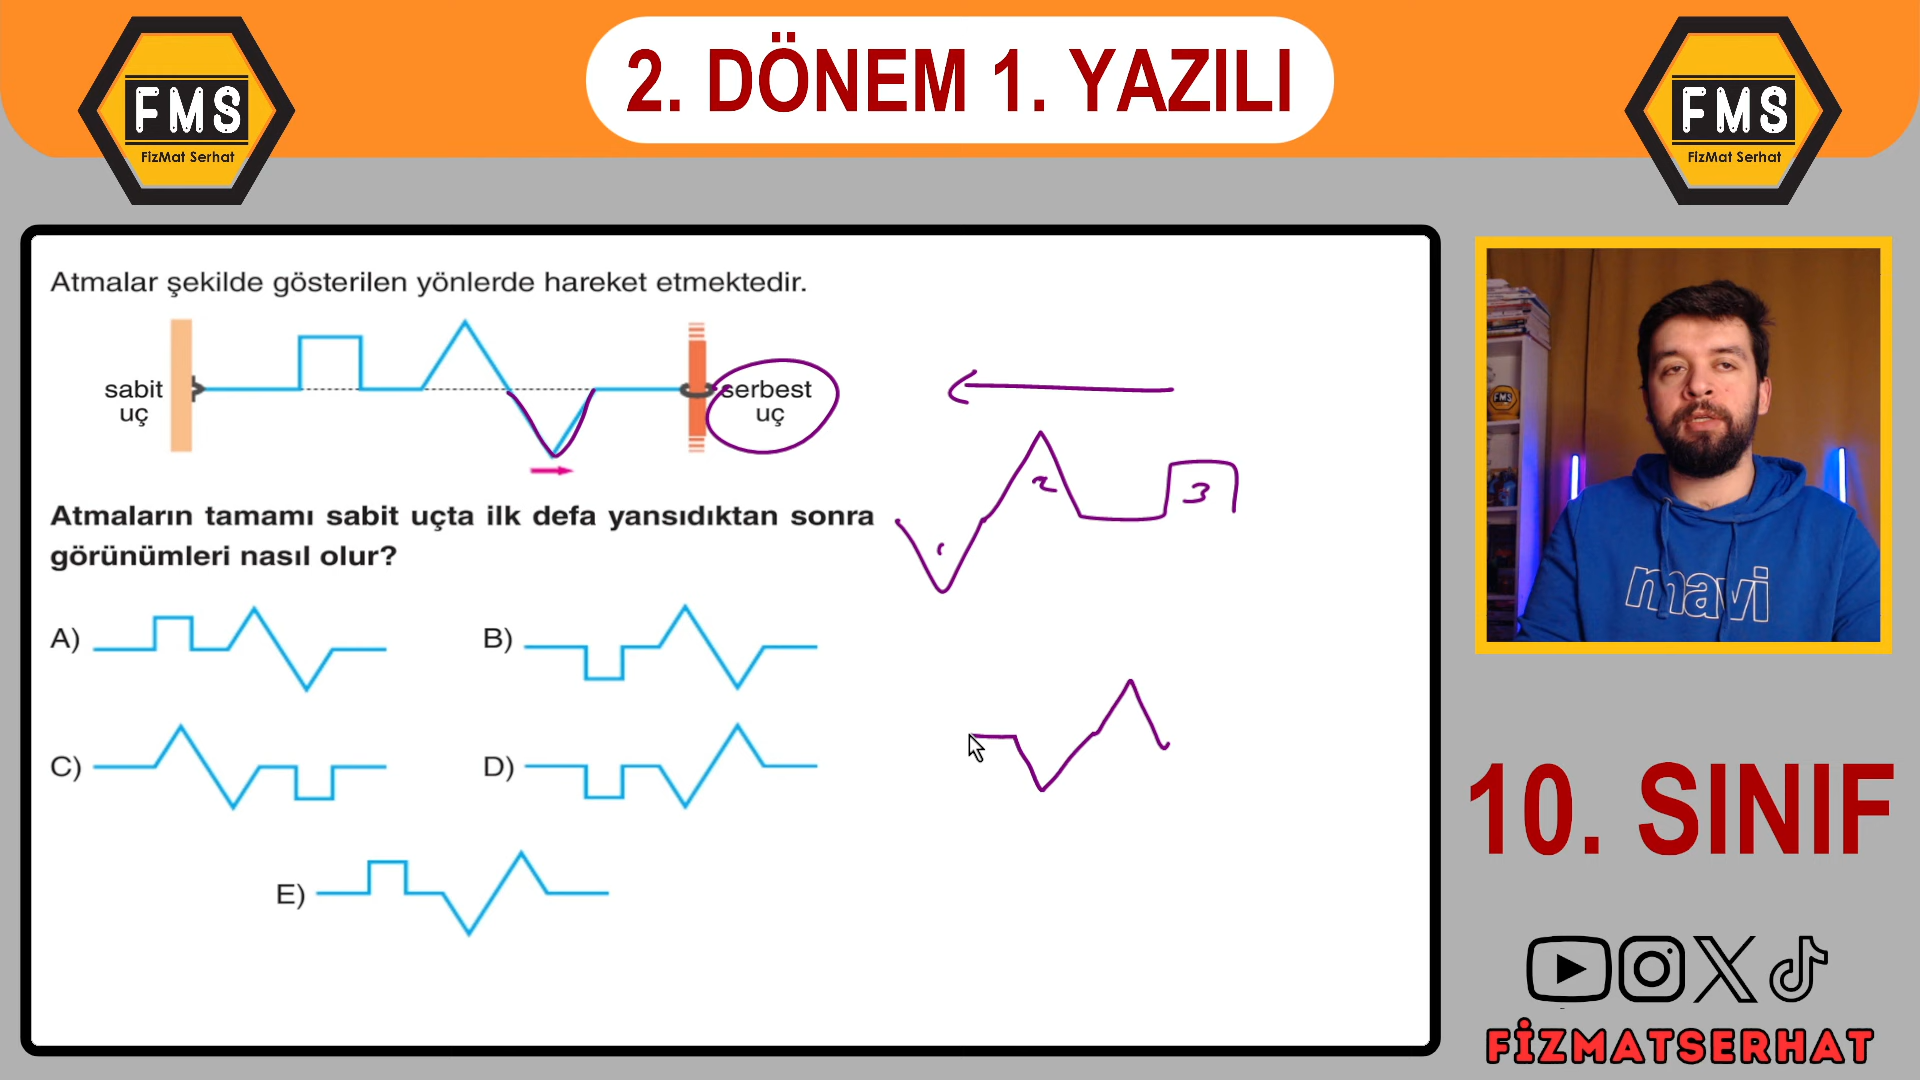 2. DÖNEM 1. YAZILI
FMS
FizMat Serhat
FMS
FizMat Serhat
Atmalar şekilde gösterilen yönlerde hareket etmektedir.
sabit
uç
serbest
uç
Atmaların tamamı sabit uçta ilk defa yansıdıktan sonra
görünümleri nasıl olur?
A)
B)
C)
D)
E)
1
2
3
FMS
mavi
10. SINIF
FİZMATSERHAT